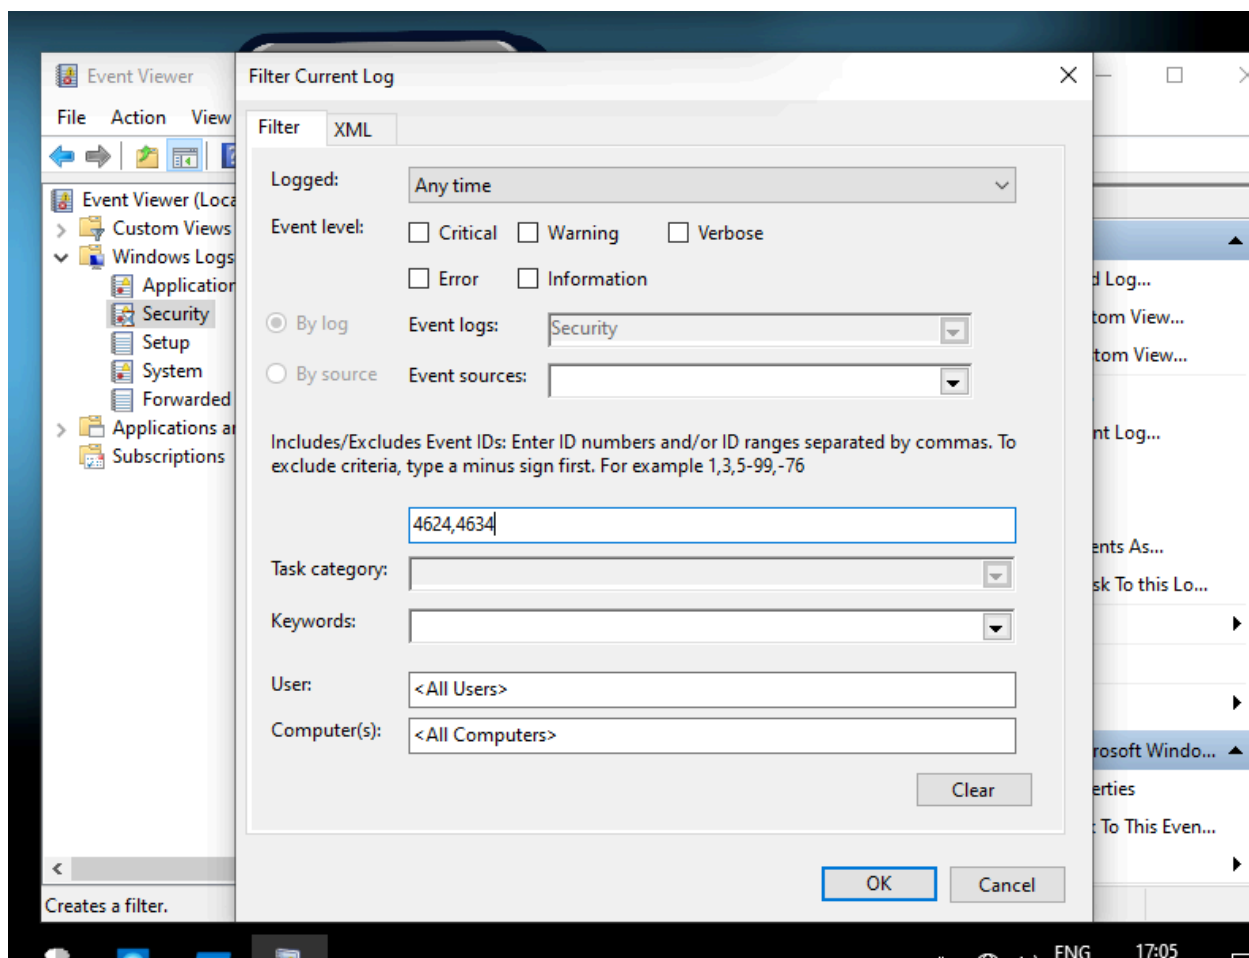 Event Viewer
Filter Current Log
File Action View
Filter XML
Logged: Any time
Event Viewer (Loca
Event level: Critical Warning Verbose
Custom Views
Windows Logs
Error Information
Application
d Log...
Security
By log Event logs: Security
tom View...
Setup
tom View...
System
By source Event sources:
Forwarded
Applications a
nt Log...
Includes/Excludes Event IDs: Enter ID numbers and/or ID ranges separated by commas. To
exclude criteria, type a minus sign first. For example 1,3,5-99,-76
Subscriptions
4624,4634
ents As...
Task category:
sk To this Lo...
Keywords:
User: <All Users>
Computer(s): <All Computers>
rosoft Windo...
Clear
erties
To This Even...
OK Cancel
Creates a filter.
ENG 17:05